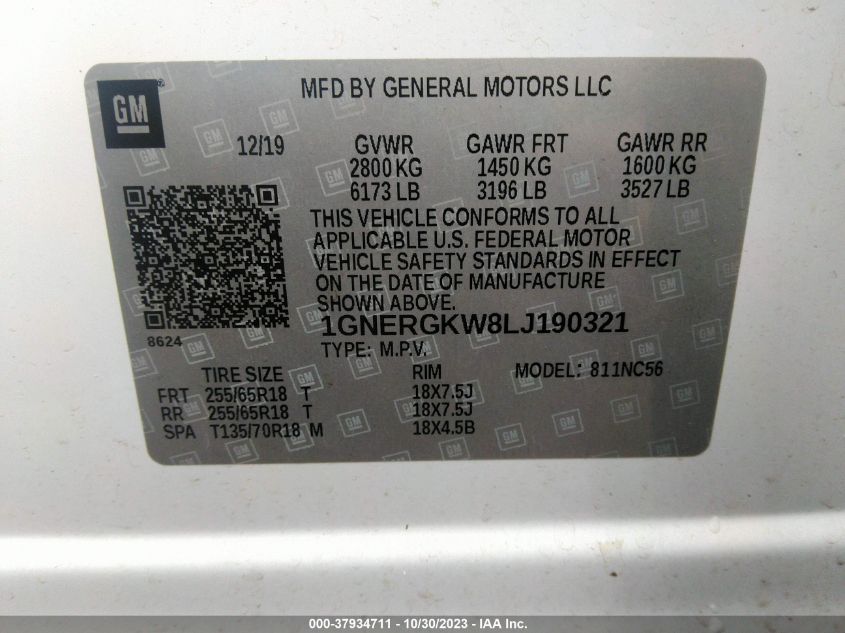 GM
MFD BY GENERAL MOTORS LLC
12/19 GVWR GAWR FRT GAWR RR
2800 KG 1450 KG 1600 KG
6173 LB 3196 LB 3527 LB
THIS VEHICLE CONFORMS TO ALL
APPLICABLE U.S. FEDERAL MOTOR
VEHICLE SAFETY STANDARDS IN EFFECT
ON THE DATE OF MANUFACTURE
SHOWN ABOVE.
8624
1GNERGKW8LJ190321
TYPE: M.P.V.
MODEL: 811NC56
TIRE SIZE RIM
FRT 255/65R18 T 18X7.5J
RR 255/65R18 T 18X7.5J
SPA T135/70R18 M 18X4.5B
000-37934711 - 10/30/2023 - IAA Inc.